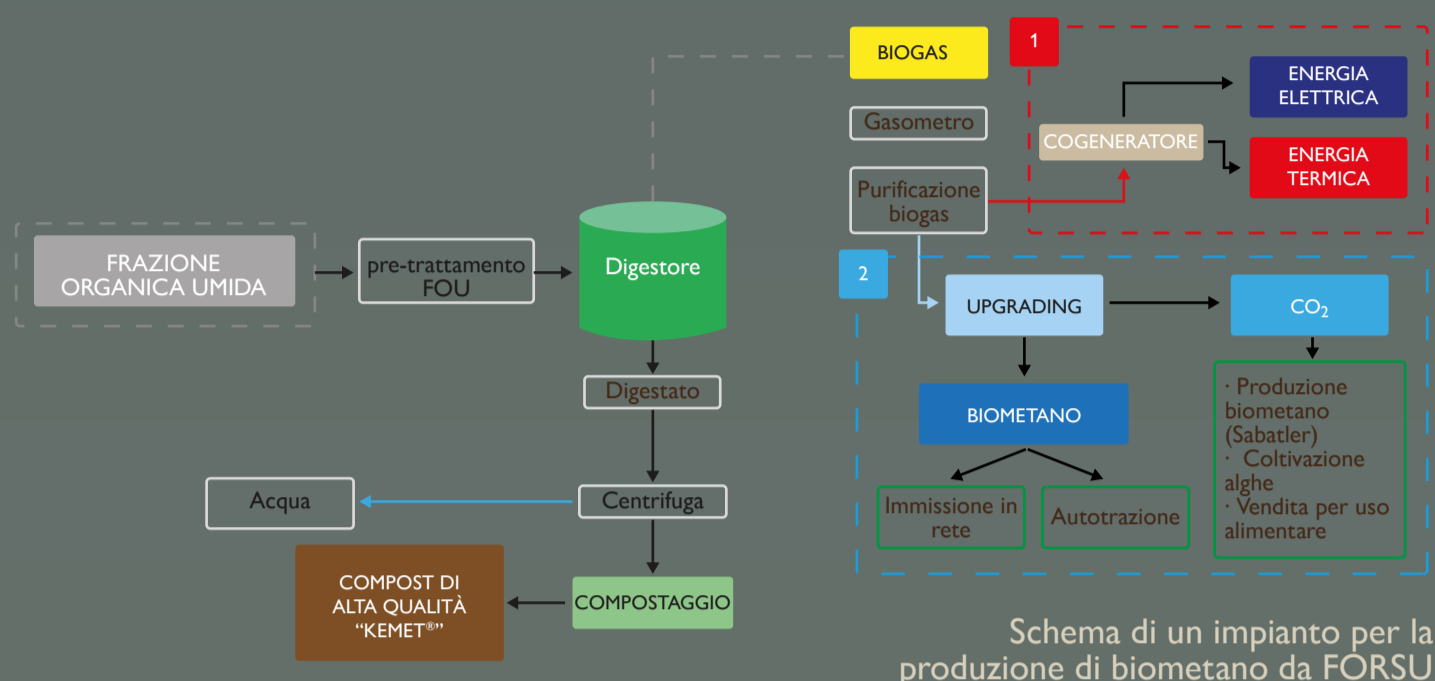 FRAZIONE
ORGANICA UMIDA
pre-trattamento
FOU
Digestore
Digestato
Centrifuga
Acqua
COMPOSTAGGIO
COMPOST DI
ALTA QUALITÀ
“KEMET®”
BIOGAS
Gasometro
Purificazione
biogas
1
COGENERATORE
ENERGIA
ELETTRICA
ENERGIA
TERMICA
2
UPGRADING
CO₂
BIOMETANO
Immissione in
rete
Autotrazione
· Produzione
biometano
(Sabatler)
· Coltivazione
alghe
· Vendita per uso
alimentare
Schema di un impianto per la
produzione di biometano da FORSU